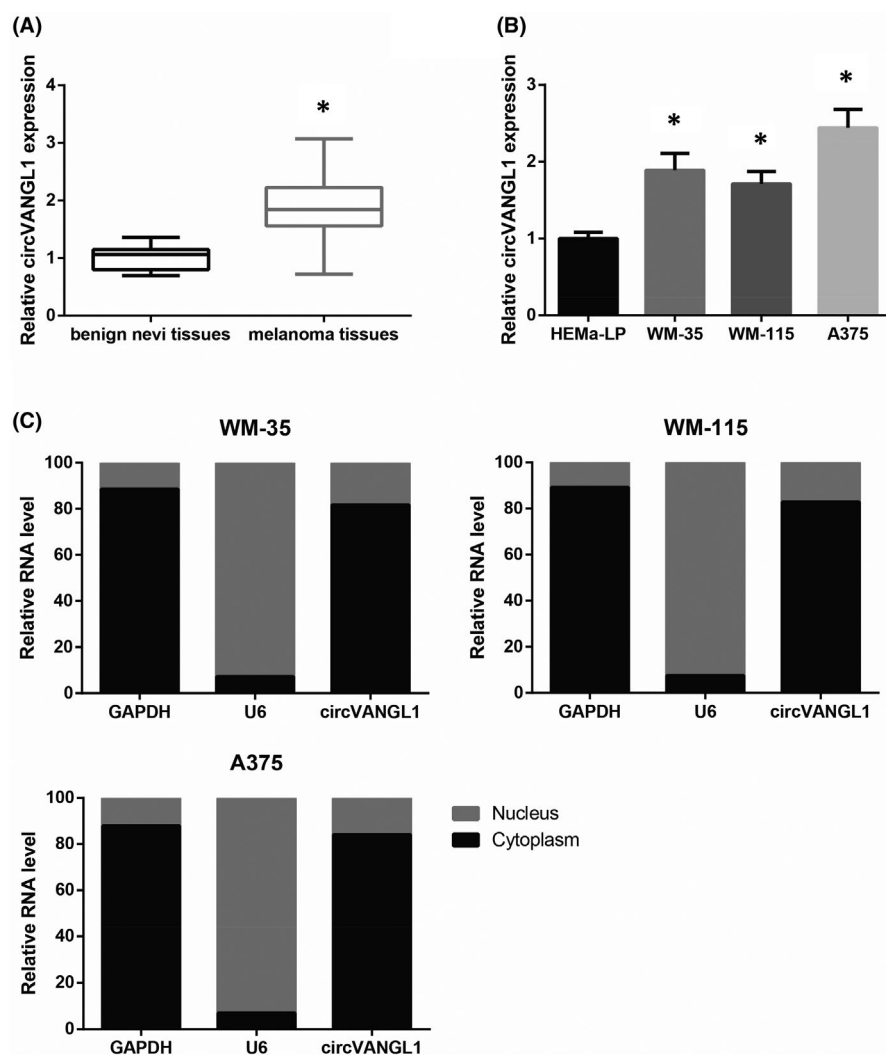 (A)
Relative circVANGL1 expression
4
3
2
1
0
*
benign nevi tissues melanoma tissues
(B)
Relative circVANGL1 expression
3
2
1
0
* * *
HEMa-LP WM-35 WM-115 A375
(C)
WM-35
Relative RNA level
100
80
60
40
20
0
GAPDH U6 circVANGL1
WM-115
Relative RNA level
100
80
60
40
20
0
GAPDH U6 circVANGL1
A375
Relative RNA level
100
80
60
40
20
0
GAPDH U6 circVANGL1
Nucleus
Cytoplasm